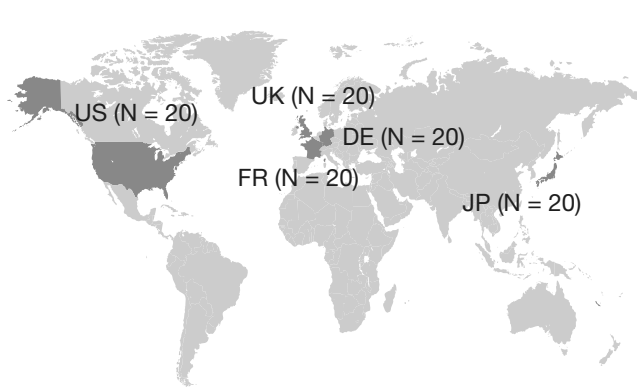 UK (N = 20)
US (N = 20)
DE (N = 20)
FR (N = 20)
JP (N = 20)